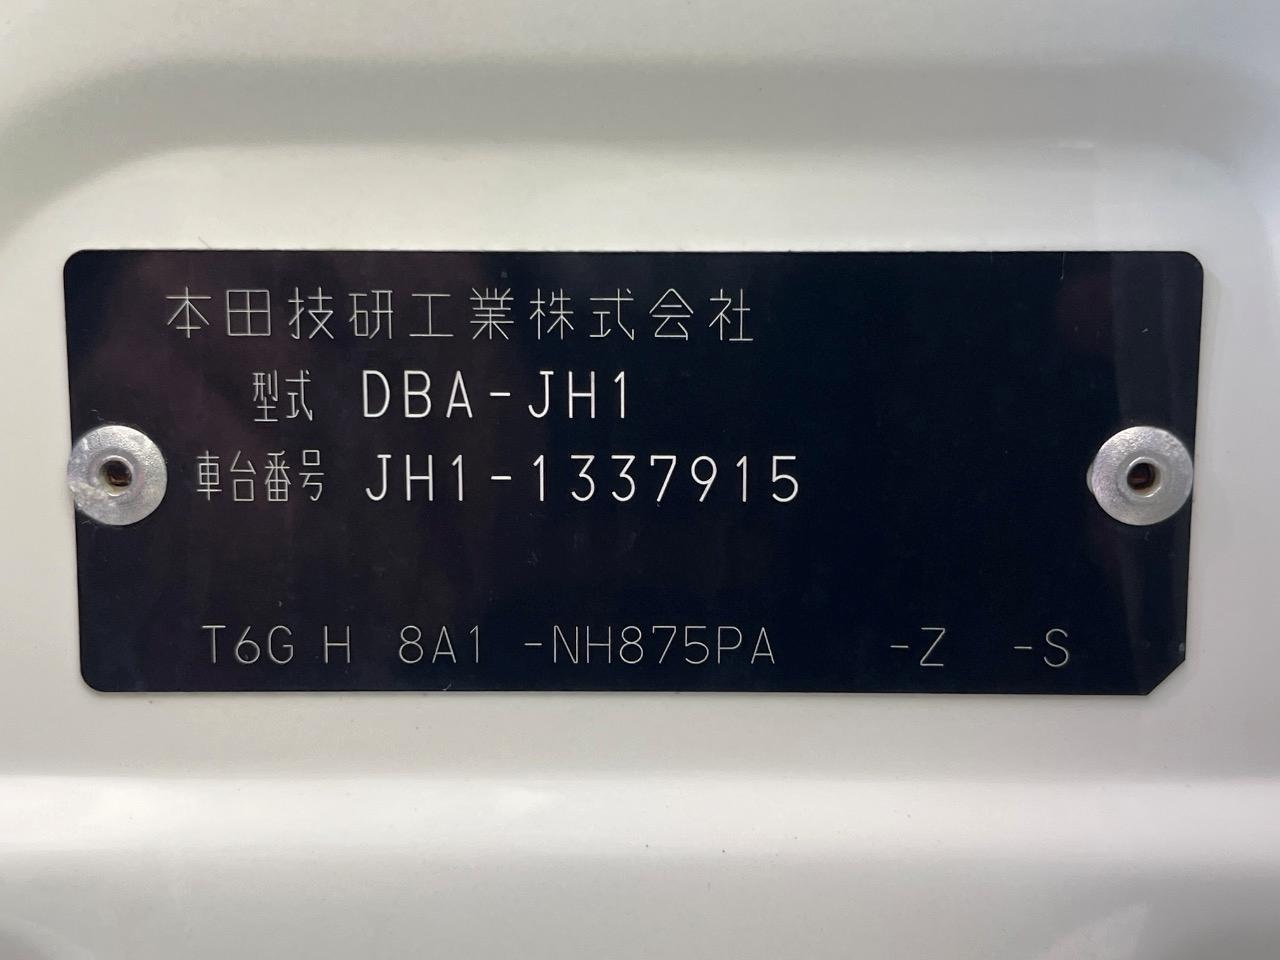 本田技研工業株式会社
型式 DBA-JH1
車台番号 JH1-1337915
T6G H 8A1 -NH875PA -Z -S